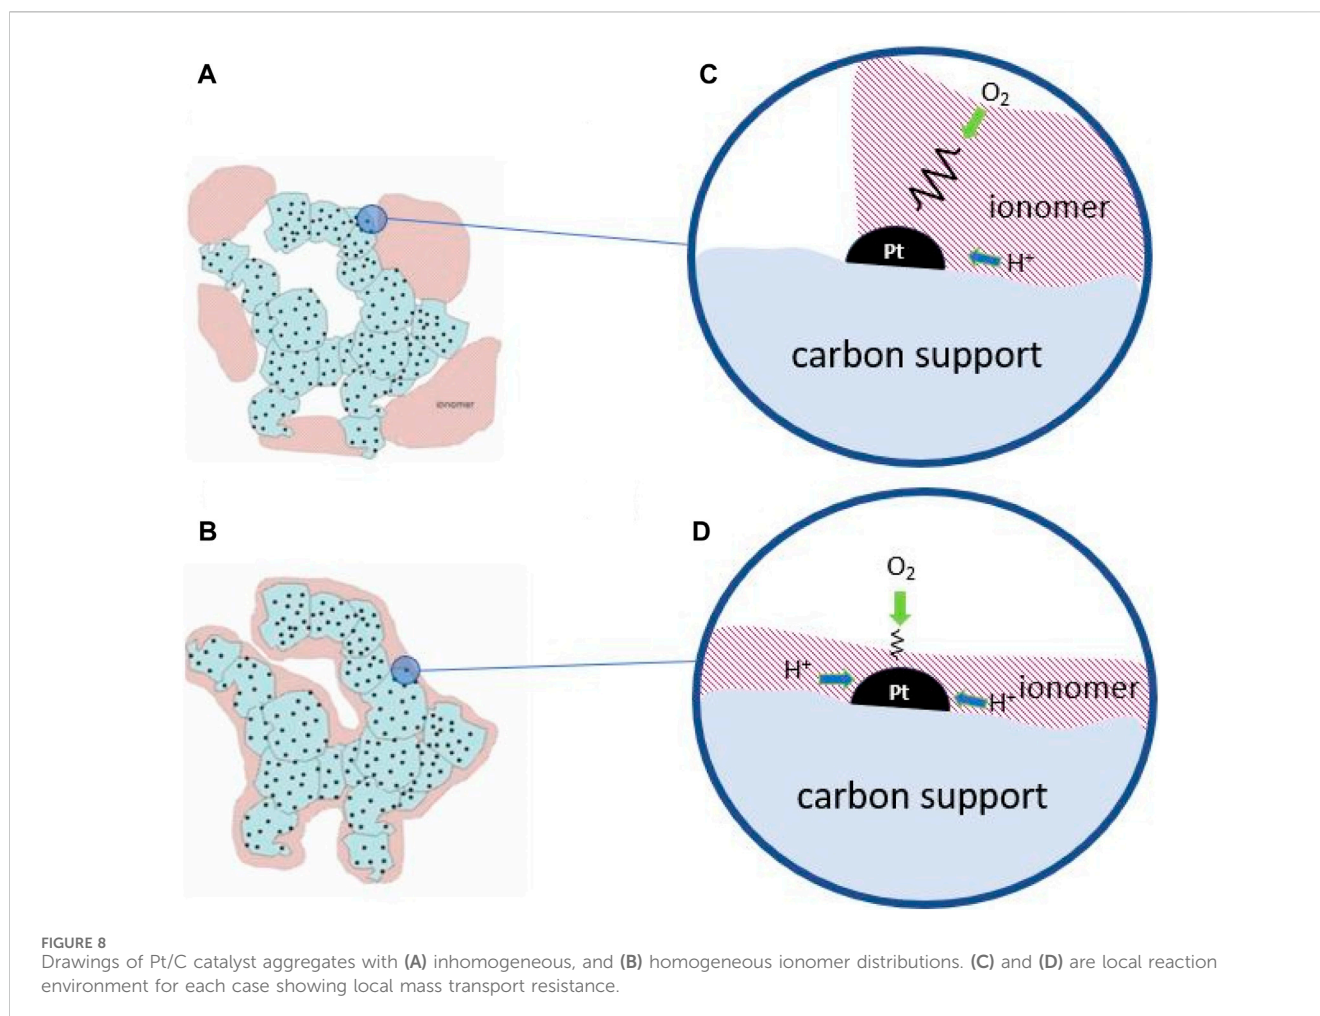 A
C
O₂
ionomer
Pt
H⁺
carbon support
ionomer
B
D
O₂
H⁺
Pt
H⁺
ionomer
carbon support
FIGURE 8
Drawings of Pt/C catalyst aggregates with (A) inhomogeneous, and (B) homogeneous ionomer distributions. (C) and (D) are local reaction
environment for each case showing local mass transport resistance.